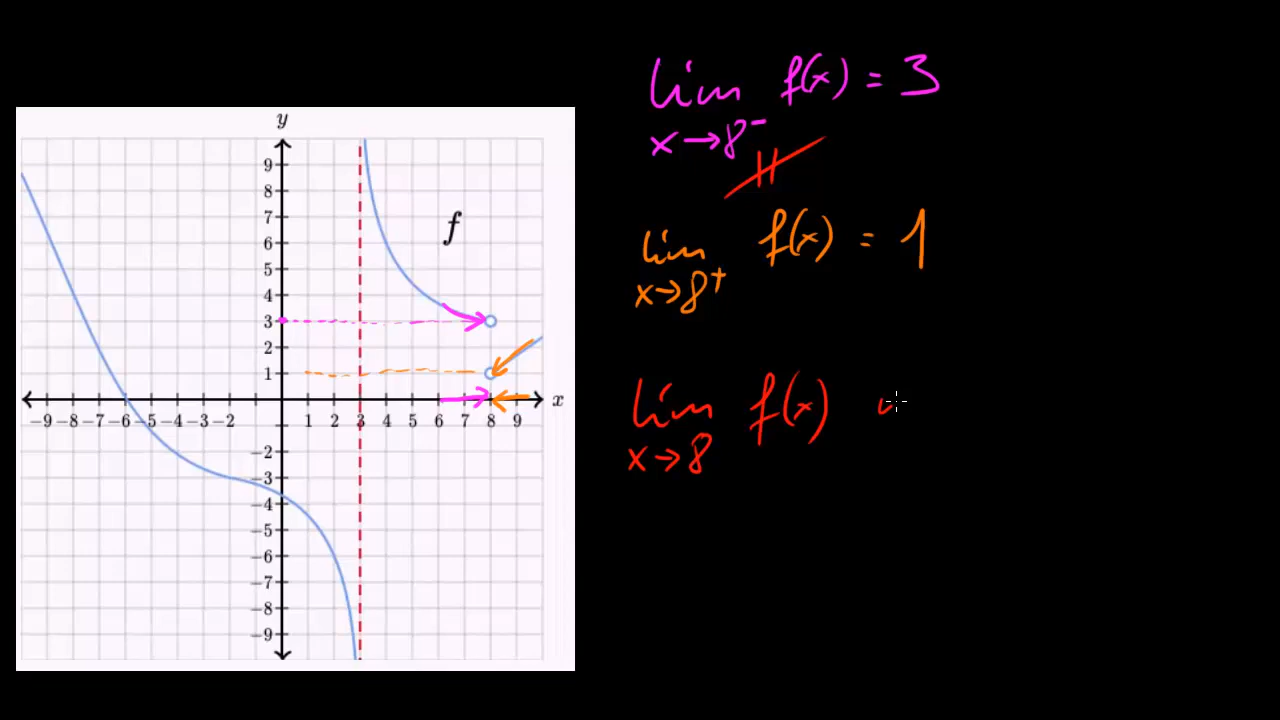 y
9
8
7
6
5
4
3
2
1
f
-9 -8 -7 -6 -5 -4 -3 -2 1 2 3 4 5 6 7 8 9 x
-2
-3
-4
-5
-6
-7
-8
-9
lim f(x) = 3
x→8⁻
≠
lim f(x) = 1
x→8⁺
lim f(x)
x→8